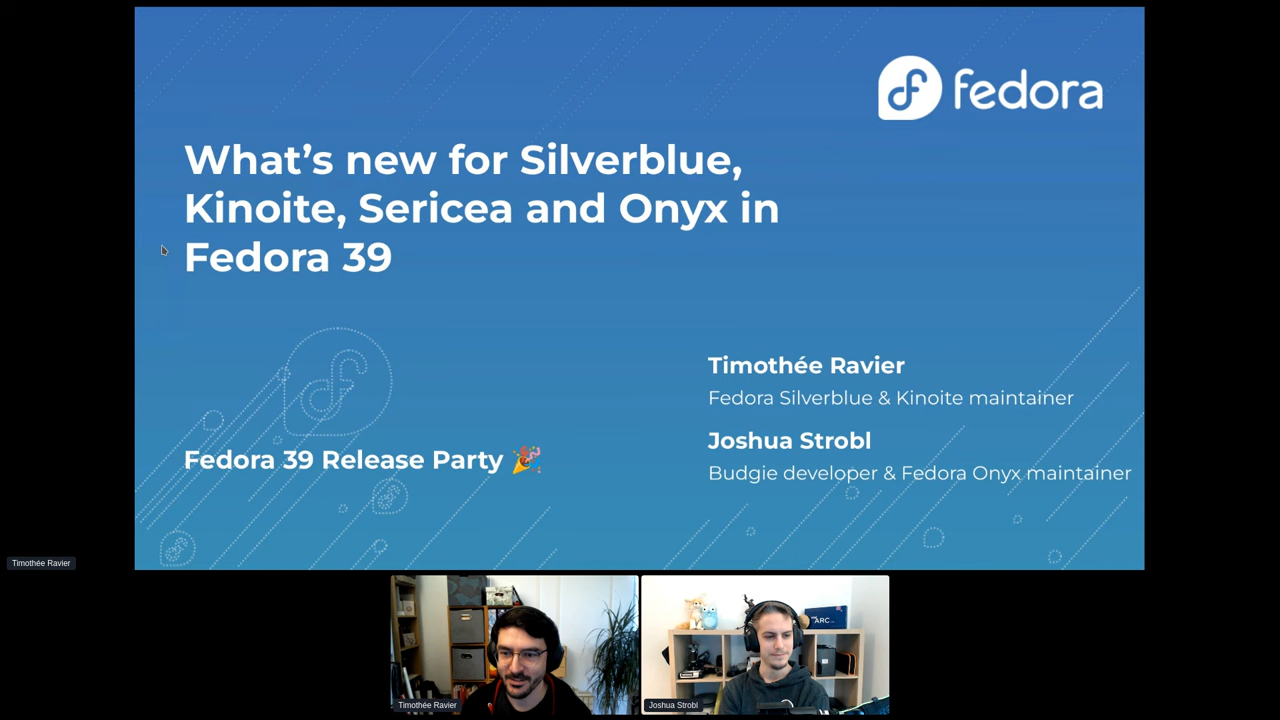 fedora
What's new for Silverblue,
Kinoite, Sericea and Onyx in
Fedora 39
Timothée Ravier
Fedora Silverblue & Kinoite maintainer
Joshua Strobl
Budgie developer & Fedora Onyx maintainer
Fedora 39 Release Party 🎉
Timothée Ravier
ARC
Timothée Ravier
Joshua Strobl